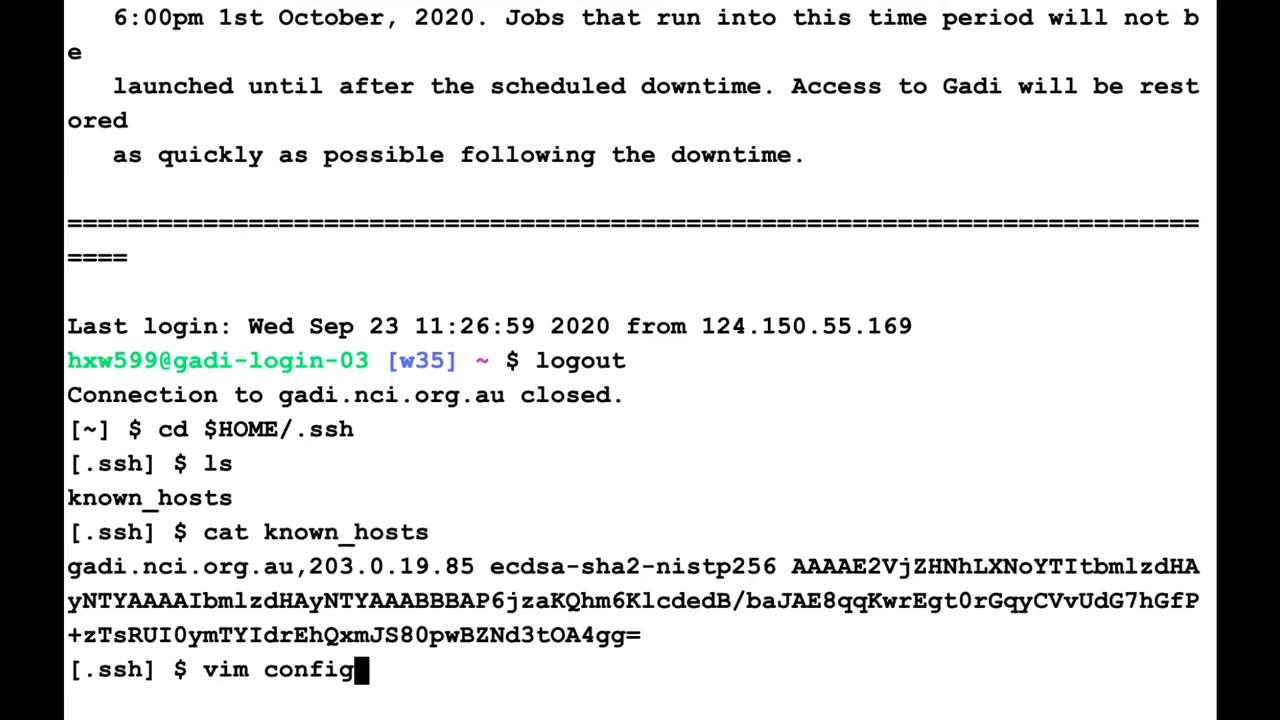 6:00pm 1st October, 2020. Jobs that run into this time period will not b
e
launched until after the scheduled downtime. Access to Gadi will be rest
ored
as quickly as possible following the downtime.
===========================================================================
====
Last login: Wed Sep 23 11:26:59 2020 from 124.150.55.169
hxw599@gadi-login-03 [w35] ~ $ logout
Connection to gadi.nci.org.au closed.
[~] $ cd $HOME/.ssh
[.ssh] $ ls
known_hosts
[.ssh] $ cat known_hosts
gadi.nci.org.au,203.0.19.85 ecdsa-sha2-nistp256 AAAAE2VjZHNhLXNoYTItbmlzdHA
yNTYAAAAIbmlzdHAyNTYAAABBBAP6jzaKQhm6KlcdedB/baJAE8qqKwrEgt0rGqyCVvUdG7hGfP
+zTsRUI0ymTYIdrEhQxmJS80pwBZNd3tOA4gg=
[.ssh] $ vim config